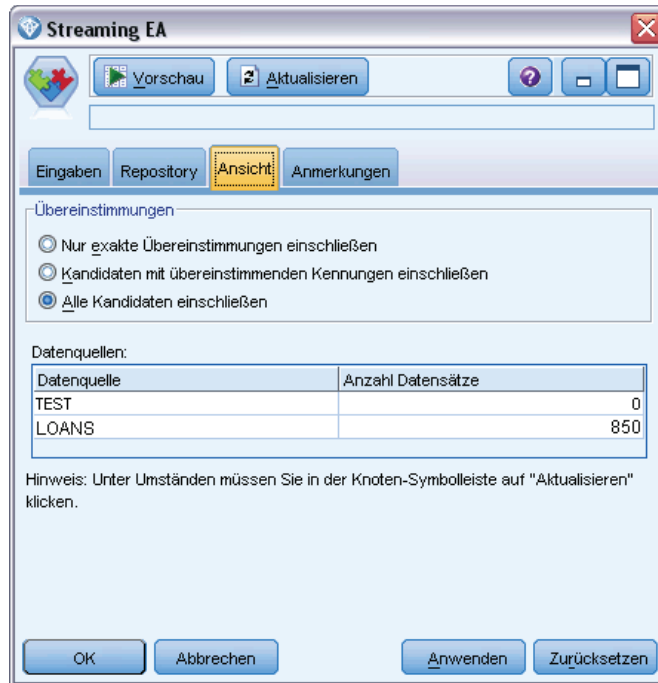 Streaming EA
Vorschau Aktualisieren
Eingaben Repository Ansicht Anmerkungen
Übereinstimmungen
Nur exakte Übereinstimmungen einschließen
Kandidaten mit übereinstimmenden Kennungen einschließen
Alle Kandidaten einschließen
Datenquellen:
Datenquelle Anzahl Datensätze
TEST 0
LOANS 850
Hinweis: Unter Umständen müssen Sie in der Knoten-Symbolleiste auf "Aktualisieren"
klicken.
OK Abbrechen Anwenden Zurücksetzen